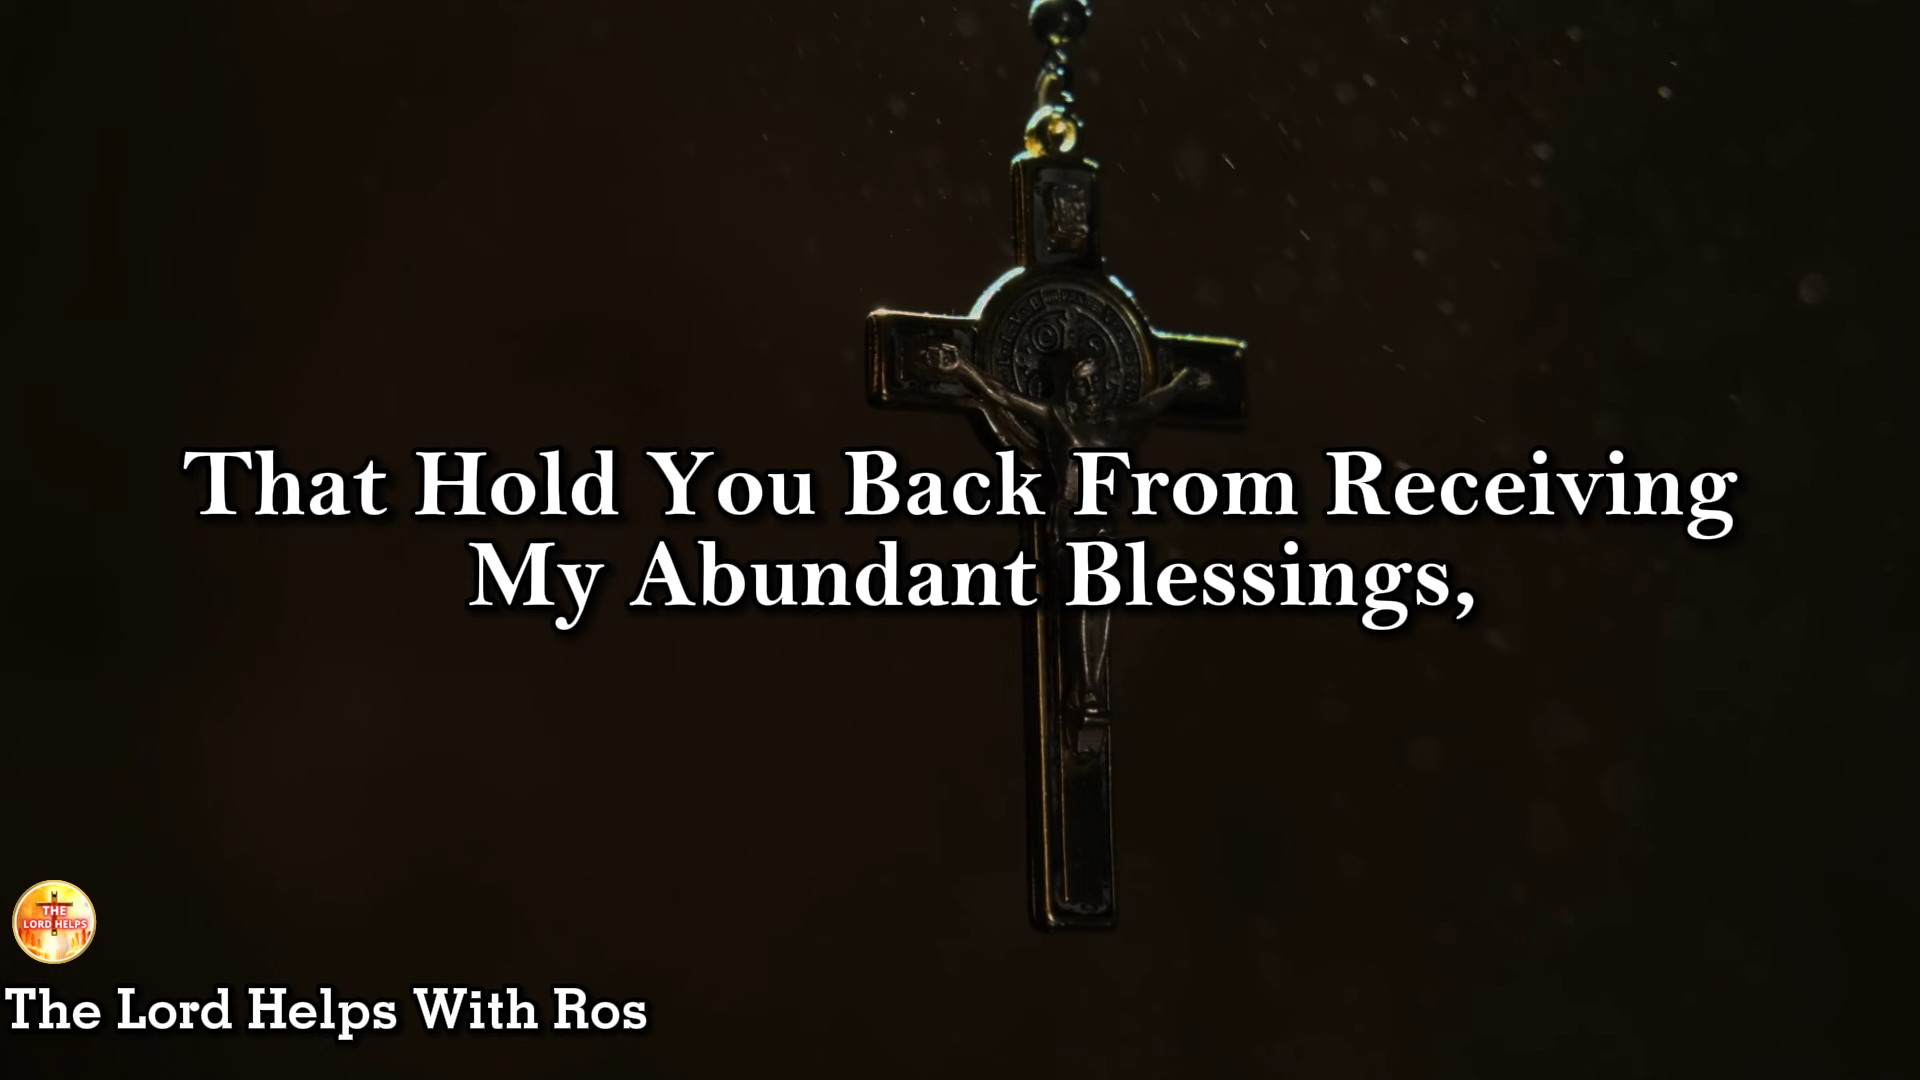 That Hold You Back From Receiving
My Abundant Blessings,
THE
LORD HELPS
The Lord Helps With Ros